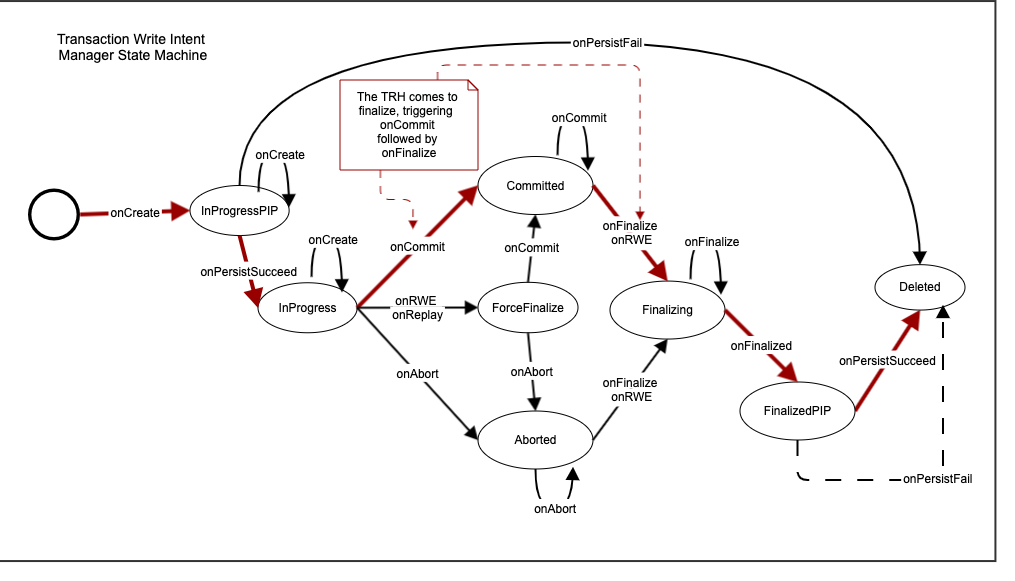 Transaction Write Intent
Manager State Machine
onPersistFail
The TRH comes to
finalize, triggering
onCommit
followed by
onFinalize
onCommit
onCreate
Committed
InProgressPIP
onCreate
onFinalize
onRWE
onCreate
onCommit
onCommit
onFinalize
onPersistSucceed
Deleted
InProgress
onRWE
onReplay
ForceFinalize
Finalizing
onFinalized
onPersistSucceed
onAbort
onAbort
onFinalize
onRWE
FinalizedPIP
Aborted
onPersistFail
onAbort